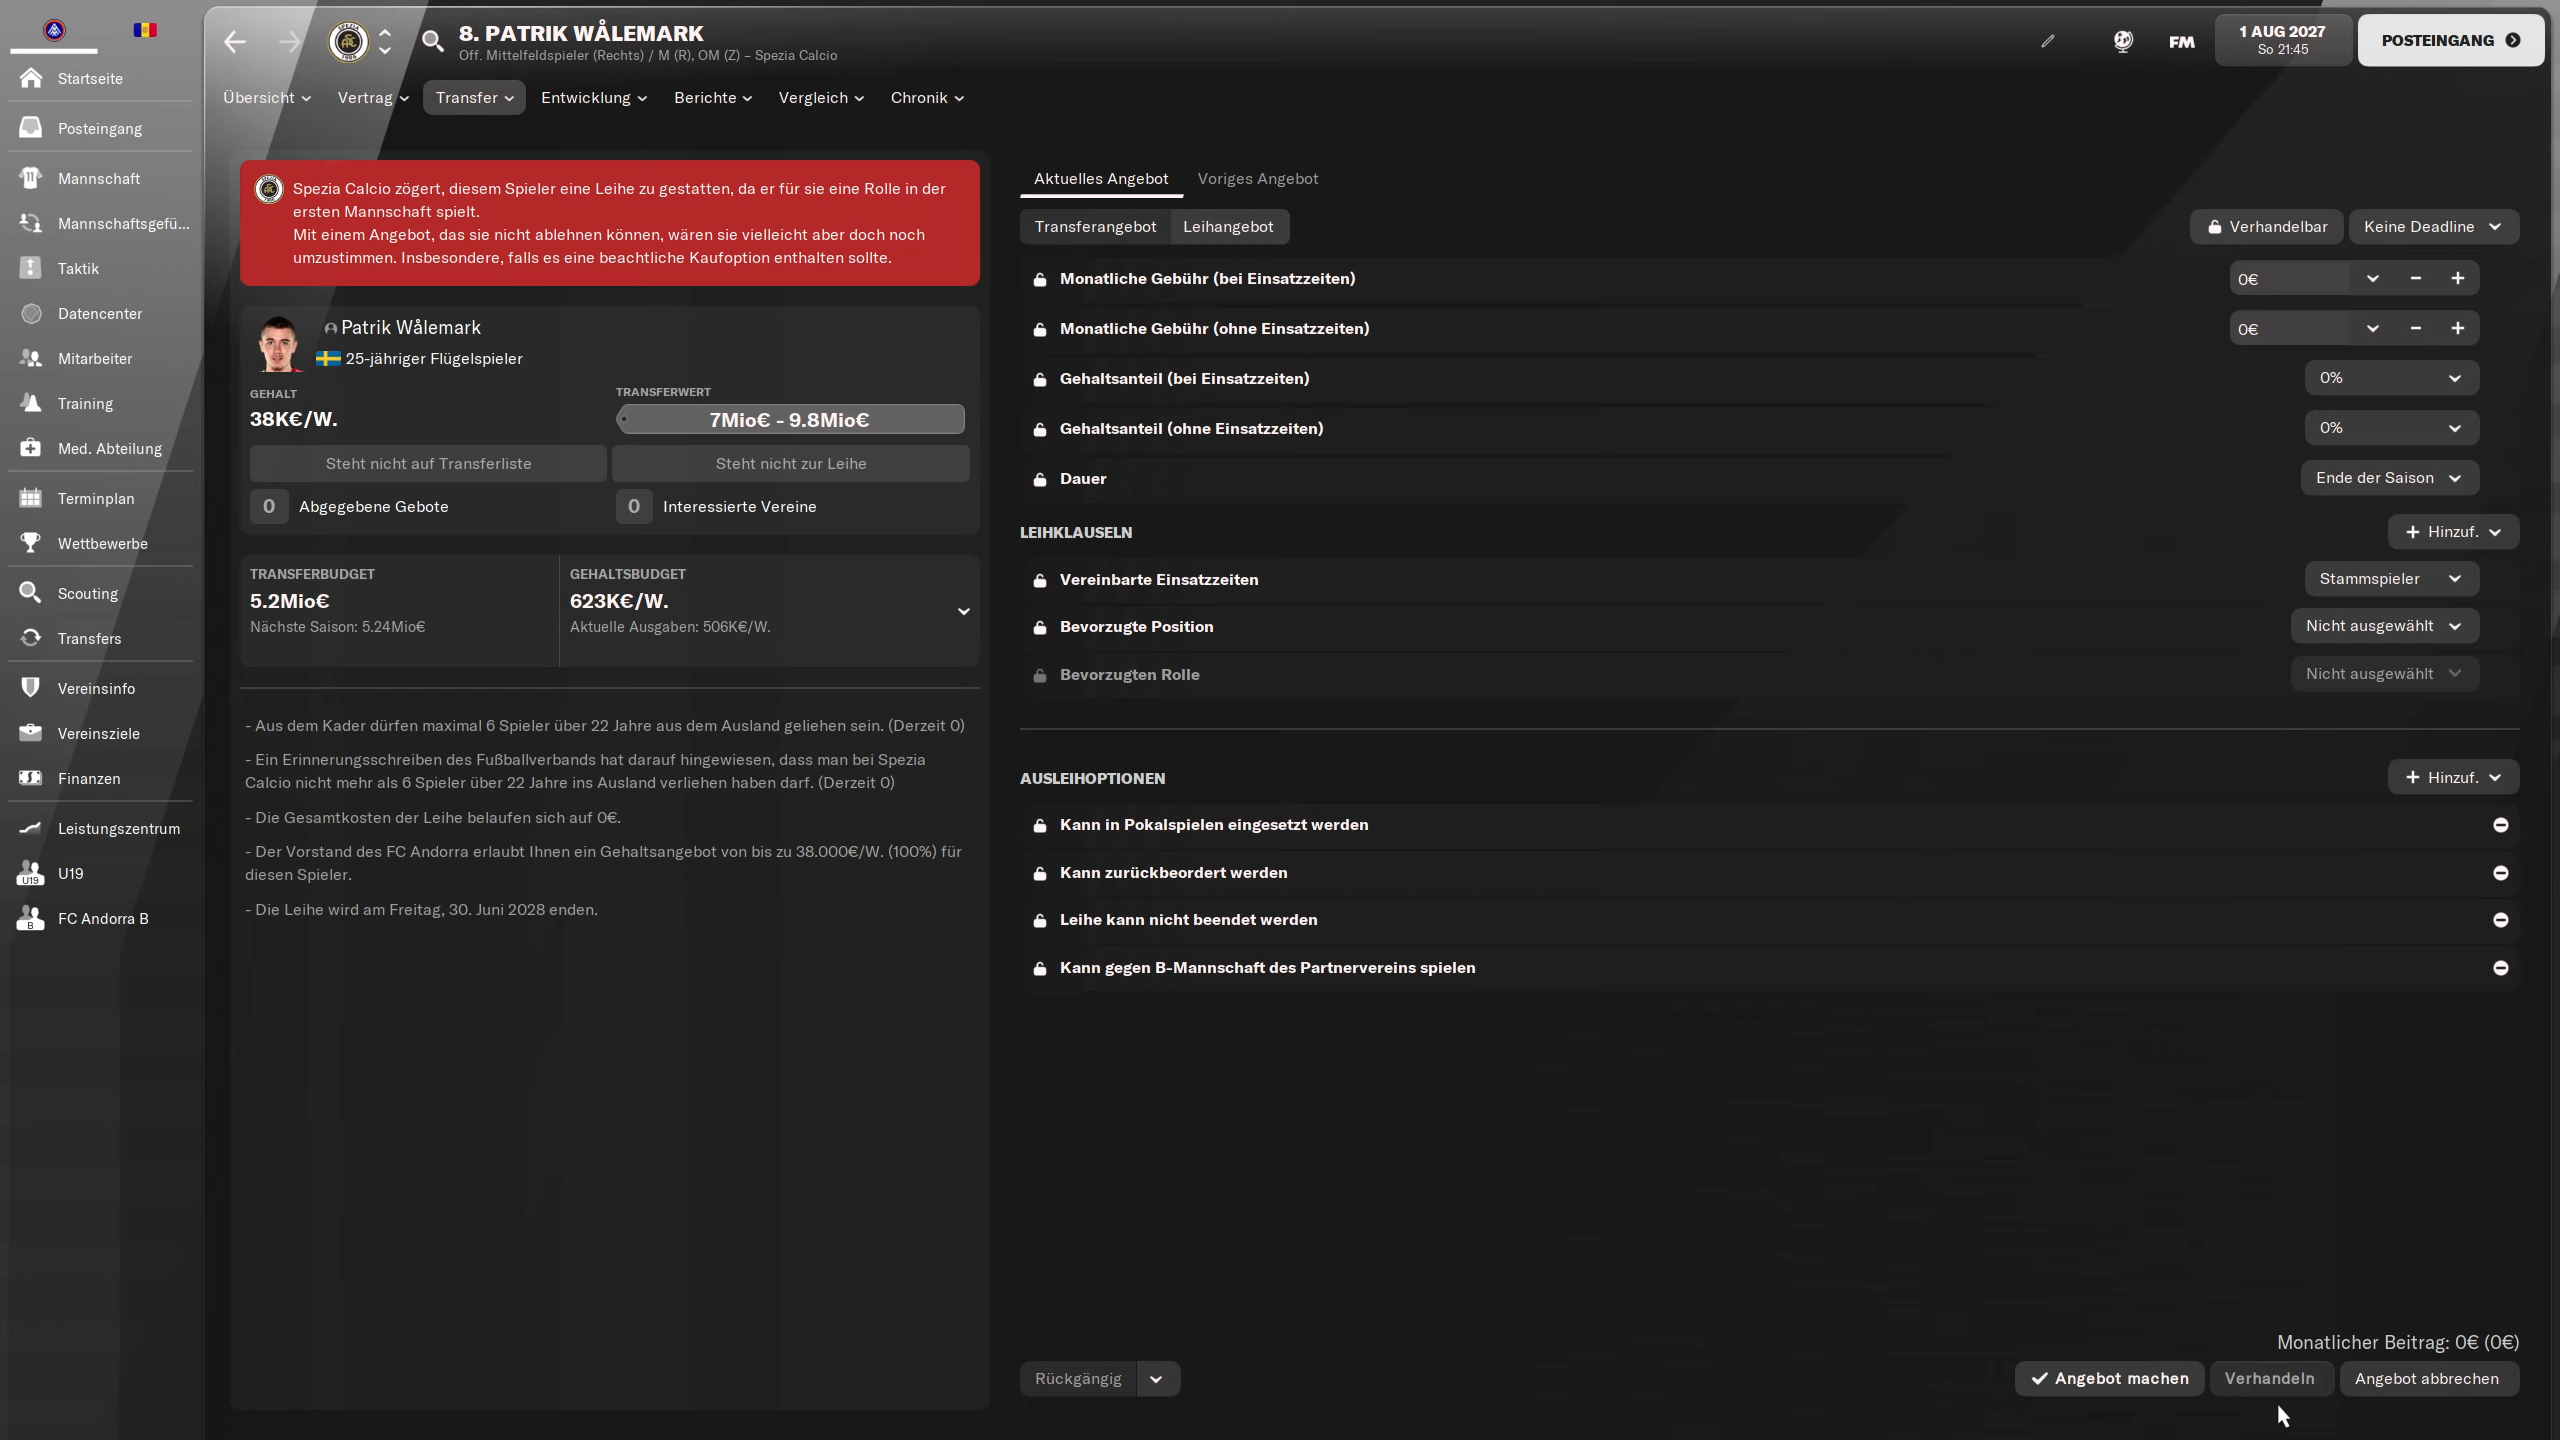 Startseite
Posteingang
Mannschaft
Mannschaftsgefü...
Taktik
Datencenter
Mitarbeiter
Training
Med. Abteilung
Terminplan
Wettbewerbe
Scouting
Transfers
Vereinsinfo
Vereinsziele
Finanzen
Leistungszentrum
U19
U19
B
FC Andorra B
8. PATRIK WÅLEMARK
Off. Mittelfeldspieler (Rechts) / M (R), OM (Z) – Spezia Calcio
FM
1 AUG 2027
So 21:45
POSTEINGANG
Übersicht
Vertrag
Transfer
Entwicklung
Berichte
Vergleich
Chronik
Spezia Calcio zögert, diesem Spieler eine Leihe zu gestatten, da er für sie eine Rolle in der
ersten Mannschaft spielt.
Mit einem Angebot, das sie nicht ablehnen können, wären sie vielleicht aber doch noch
umzustimmen. Insbesondere, falls es eine beachtliche Kaufoption enthalten sollte.
Patrik Wålemark
25-jähriger Flügelspieler
GEHALT
38K€/W.
TRANSFERWERT
7Mio€ - 9.8Mio€
Steht nicht auf Transferliste
Steht nicht zur Leihe
0 Abgegebene Gebote
0 Interessierte Vereine
TRANSFERBUDGET
5.2Mio€
Nächste Saison: 5.24Mio€
GEHALTSBUDGET
623K€/W.
Aktuelle Ausgaben: 506K€/W.
- Aus dem Kader dürfen maximal 6 Spieler über 22 Jahre aus dem Ausland geliehen sein. (Derzeit 0)
- Ein Erinnerungsschreiben des Fußballverbands hat darauf hingewiesen, dass man bei Spezia
Calcio nicht mehr als 6 Spieler über 22 Jahre ins Ausland verliehen haben darf. (Derzeit 0)
- Die Gesamtkosten der Leihe belaufen sich auf 0€.
- Der Vorstand des FC Andorra erlaubt Ihnen ein Gehaltsangebot von bis zu 38.000€/W. (100%) für
diesen Spieler.
- Die Leihe wird am Freitag, 30. Juni 2028 enden.
Aktuelles Angebot
Voriges Angebot
Transferangebot
Leihangebot
Verhandelbar
Keine Deadline
Monatliche Gebühr (bei Einsatzzeiten)
0€
Monatliche Gebühr (ohne Einsatzzeiten)
0€
Gehaltsanteil (bei Einsatzzeiten)
0%
Gehaltsanteil (ohne Einsatzzeiten)
0%
Dauer
Ende der Saison
LEIHKLAUSELN
+ Hinzuf.
Vereinbarte Einsatzzeiten
Stammspieler
Bevorzugte Position
Nicht ausgewählt
Bevorzugten Rolle
Nicht ausgewählt
AUSLEIHOPTIONEN
+ Hinzuf.
Kann in Pokalspielen eingesetzt werden
Kann zurückbeordert werden
Leihe kann nicht beendet werden
Kann gegen B-Mannschaft des Partnervereins spielen
Monatlicher Beitrag: 0€ (0€)
Rückgängig
Angebot machen
Verhandeln
Angebot abbrechen